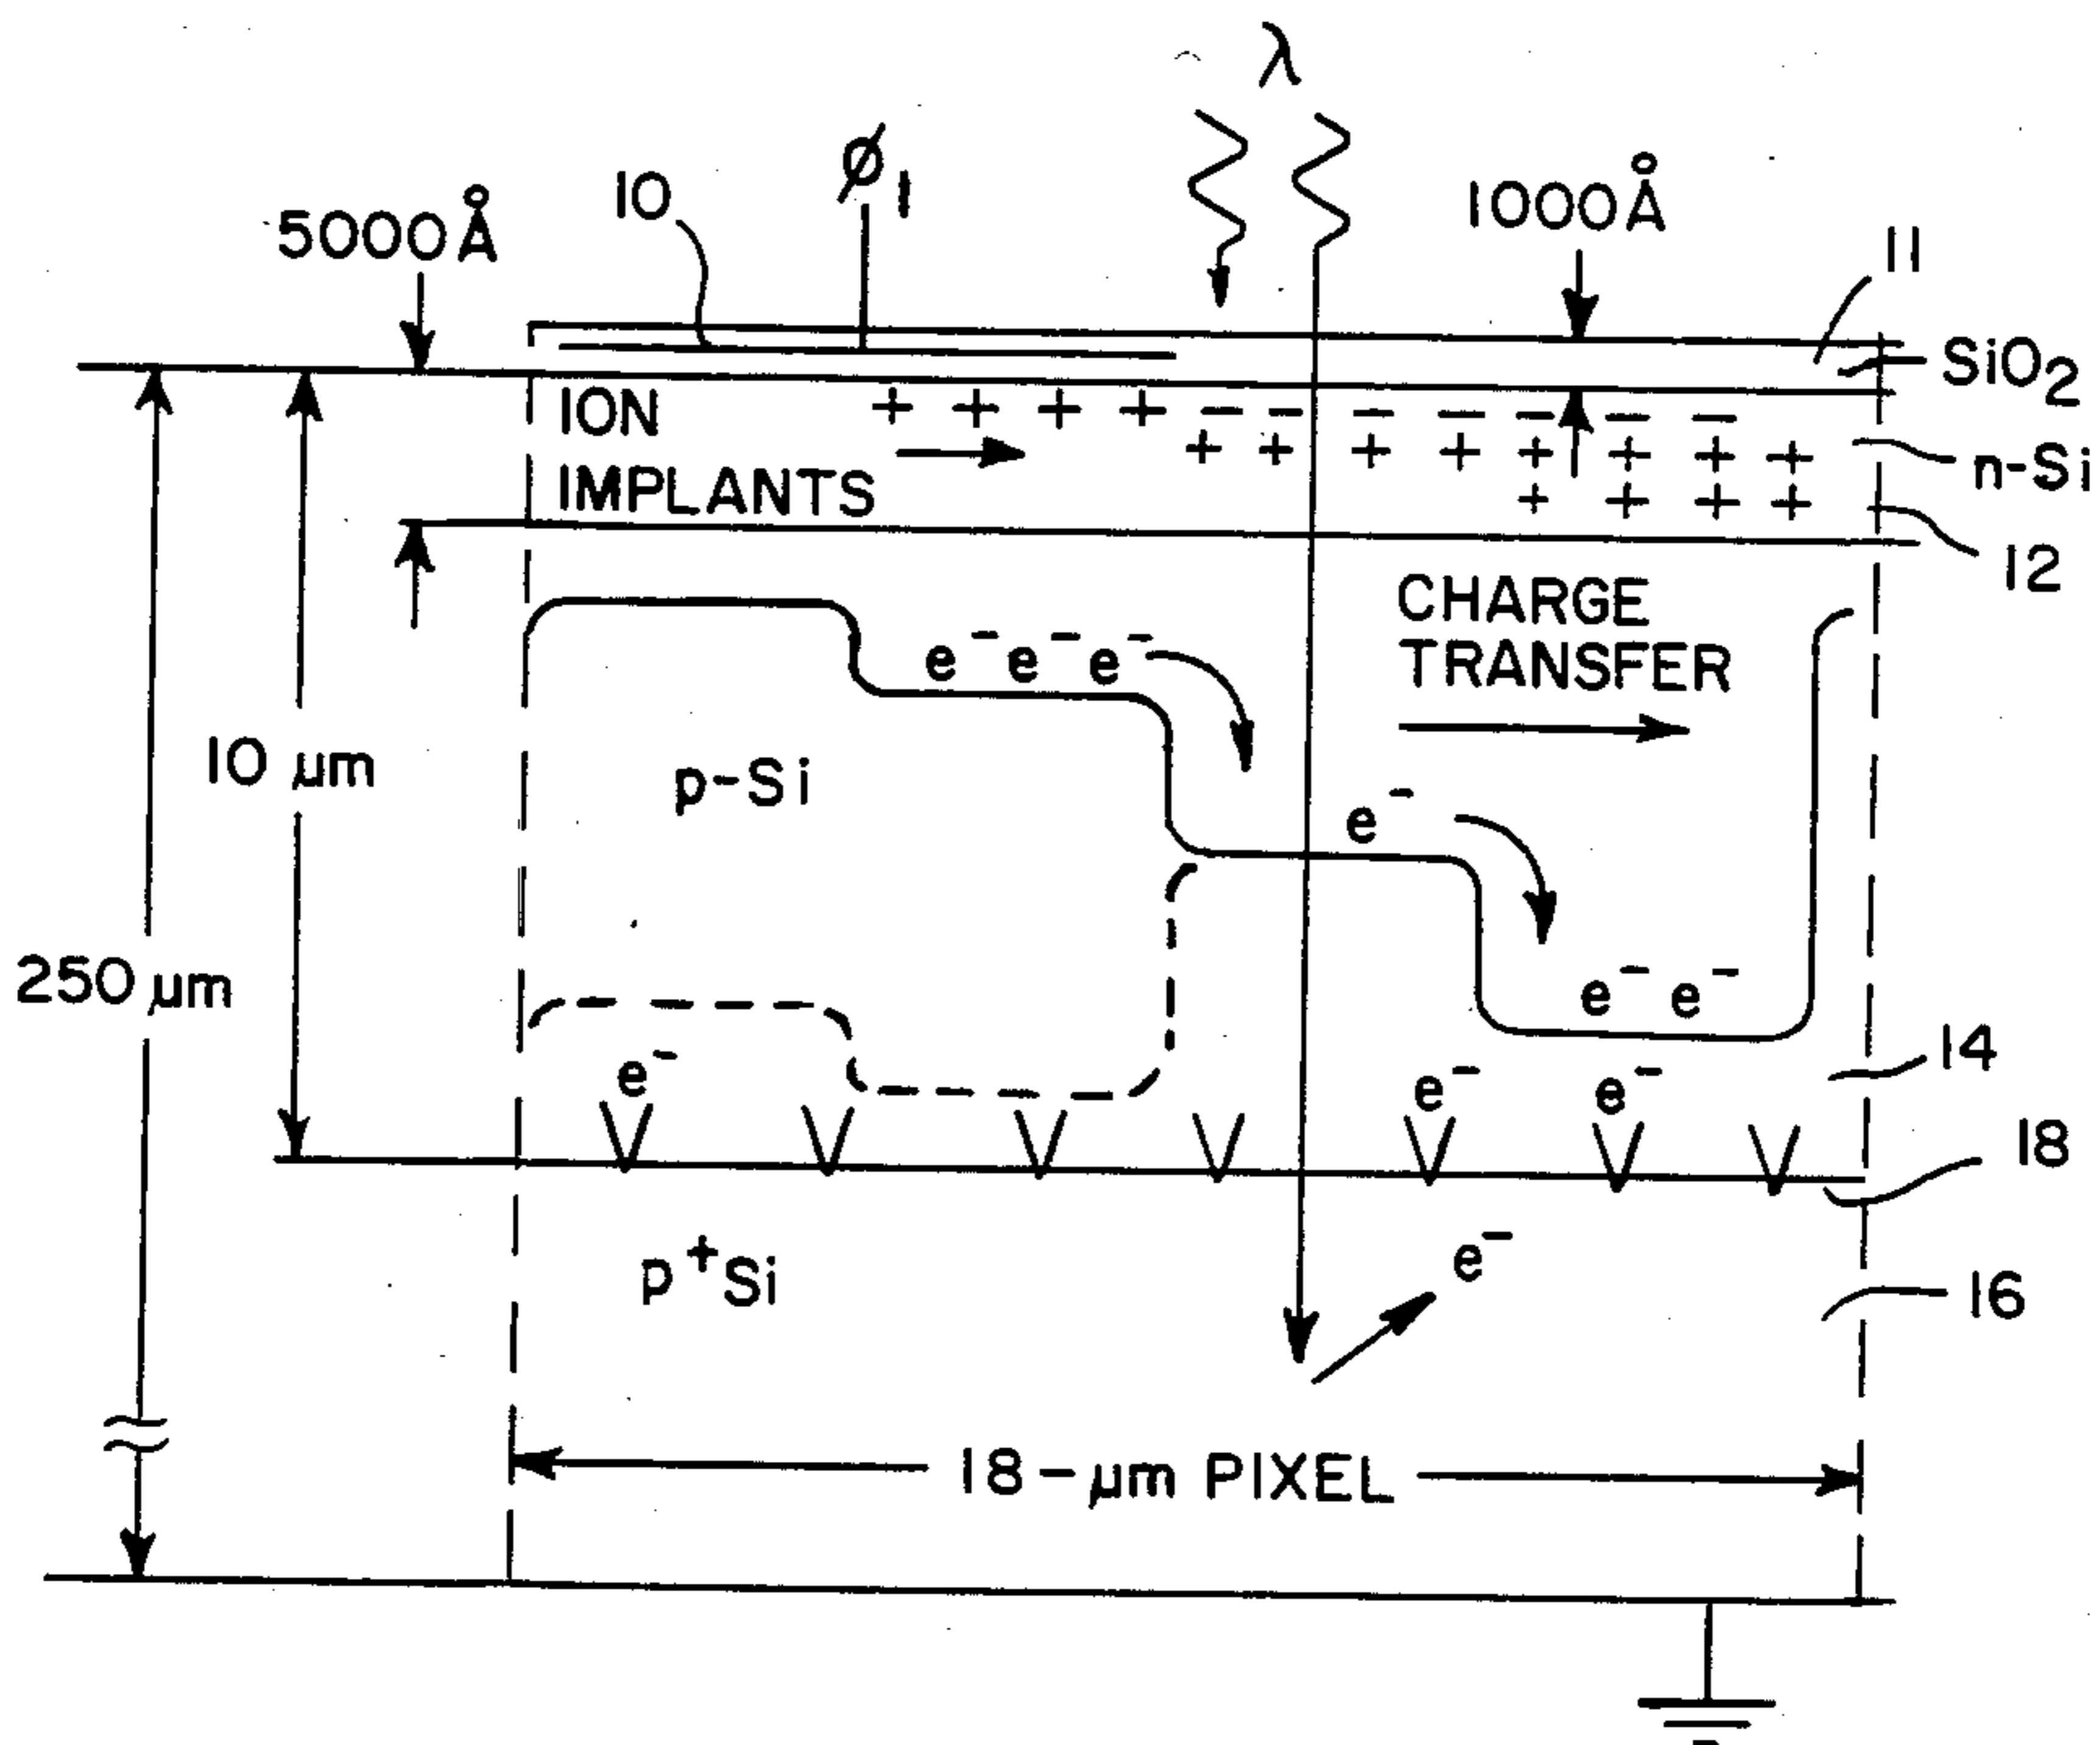 λ
ϕ1
10
5000Å
1000Å
11
SiO2
ION
IMPLANTS
+ + + + − − − − − − −
+ + + + + + + +
+ + + +
n-Si
12
CHARGE
TRANSFER
e− e− e−
10 μm
p-Si
e−
250 μm
e− e−
e−
e−
e−
14
18
p+Si
e−
16
18-μm PIXEL